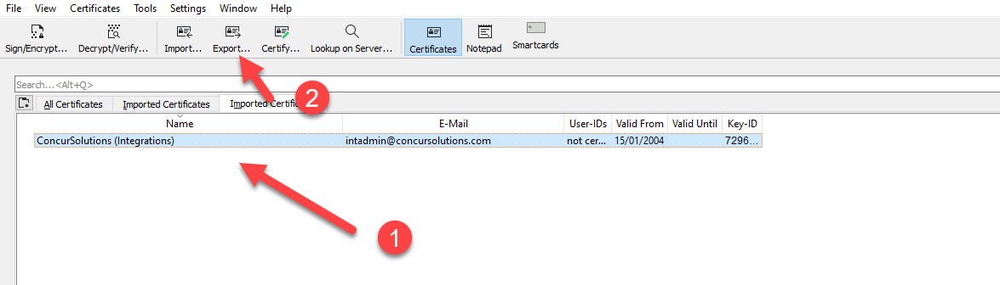 File View Certificates Tools Settings Window Help
Sign/Encrypt... Decrypt/Verify... Import... Export... Certify... Lookup on Server... Certificates Notepad Smartcards
Search...<Alt+Q>
2
All Certificates Imported Certificates Imported Certific
Name E-Mail User-IDs Valid From Valid Until Key-ID
ConcurSolutions (Integrations) intadmin@concursolutions.com not cer... 15/01/2004 7296...
1